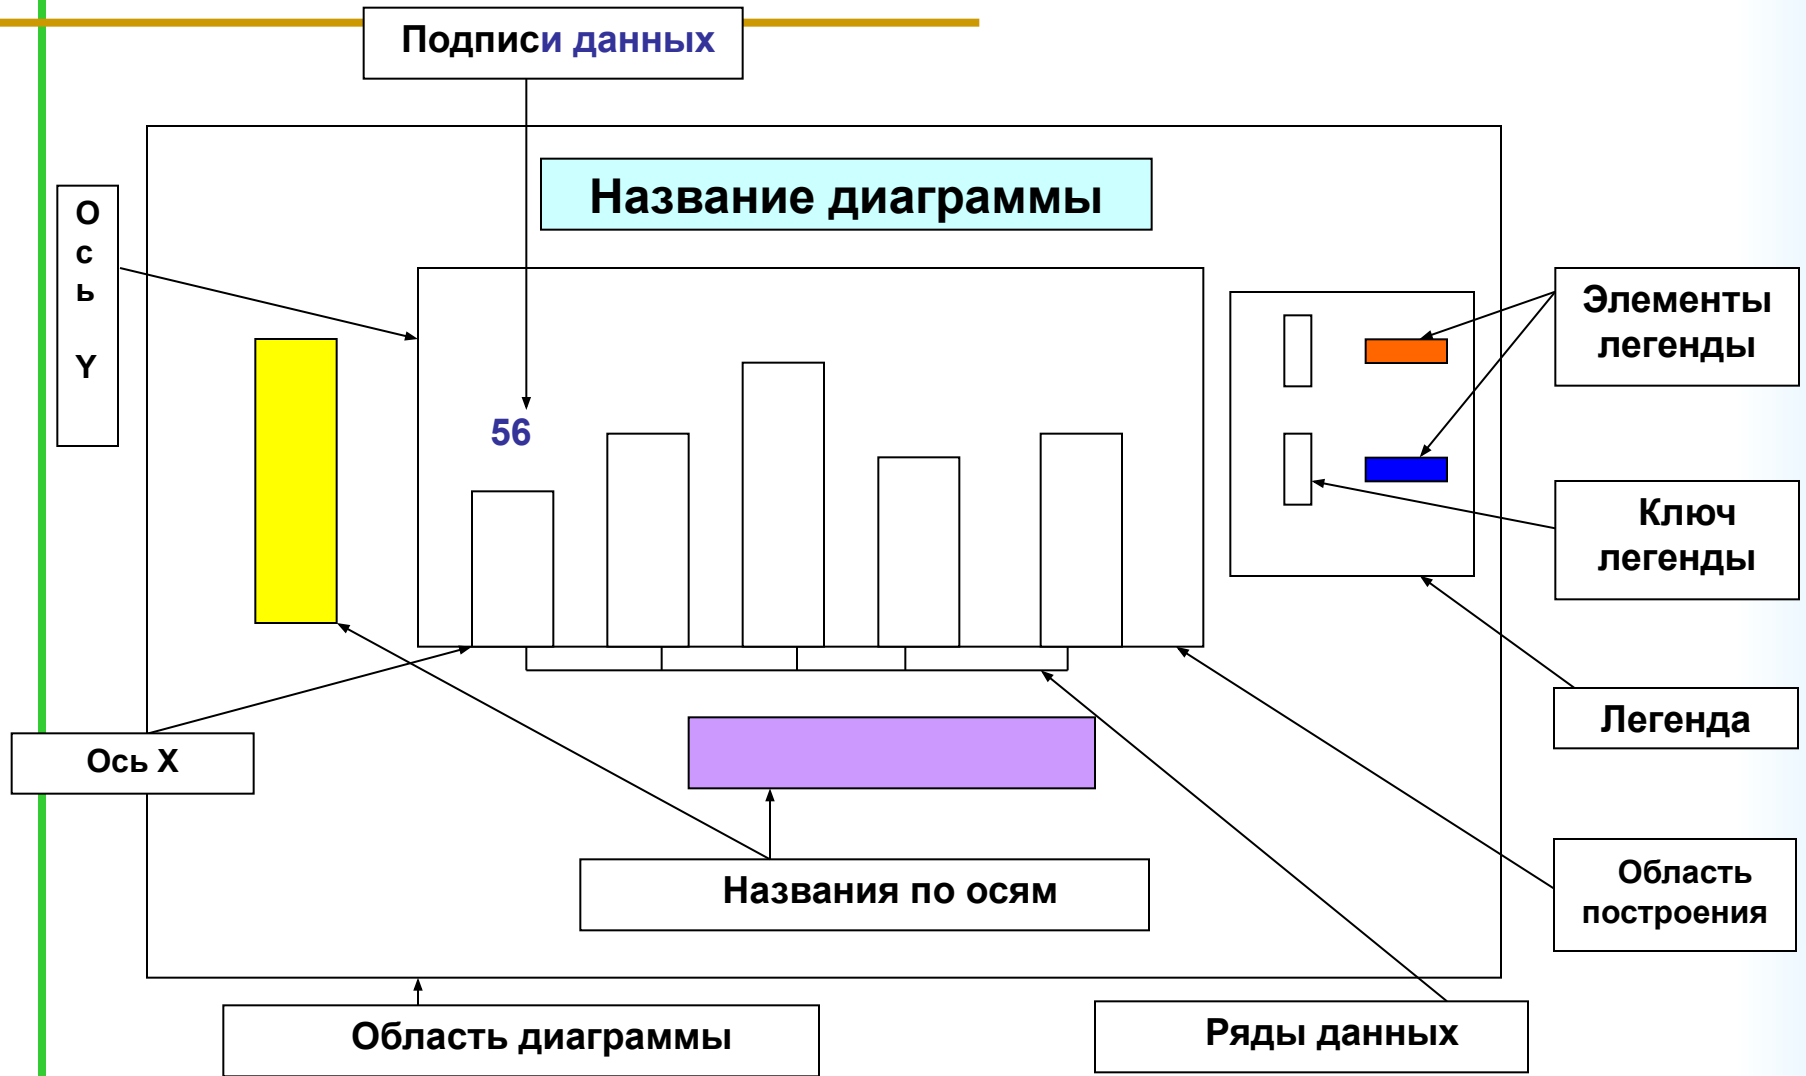 Подписи данных
Название диаграммы
О
с
ь
Y
56
Элементы
легенды
Ключ
легенды
Легенда
Ось X
Названия по осям
Область
построения
Область диаграммы
Ряды данных